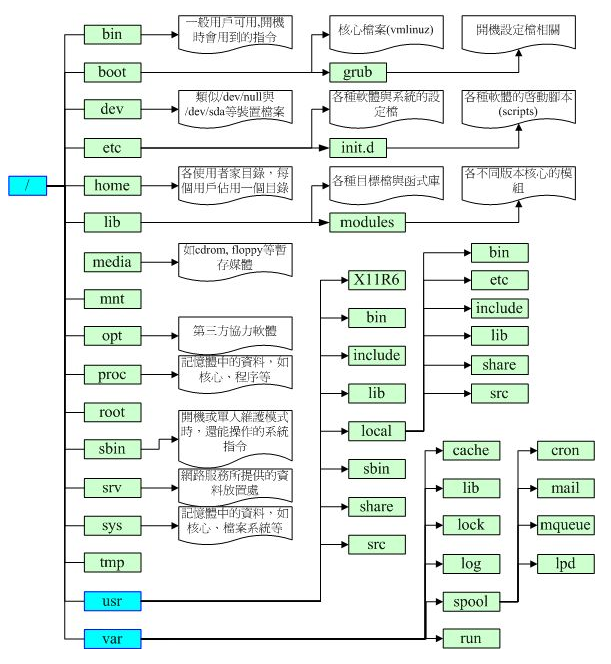 /
bin
一般用戶可用,開機
時會用到的指令
核心檔案(vmlinuz)
開機設定檔相關
boot
grub
dev
類似/dev/null與
/dev/sda等裝置檔案
各種軟體與系統的設
定檔
各種軟體的啓動腳本
(scripts)
etc
init.d
home
各使用者家目錄，每
個用戶佔用一個目錄
各種目標檔與函式庫
各不同版本核心的模
組
lib
modules
media
如cdrom, floppy等暫
存媒體
mnt
opt
第三方協力軟體
proc
記憶體中的資料，如
核心、程序等
root
sbin
開機或單人維護模式
時，還能操作的系統
指令
srv
網路服務所提供的資
料放置處
sys
記憶體中的資料，如
核心、檔案系統等
tmp
usr
var
X11R6
bin
include
lib
local
sbin
share
src
bin
etc
include
lib
share
src
cache
lib
lock
log
spool
run
cron
mail
mqueue
lpd